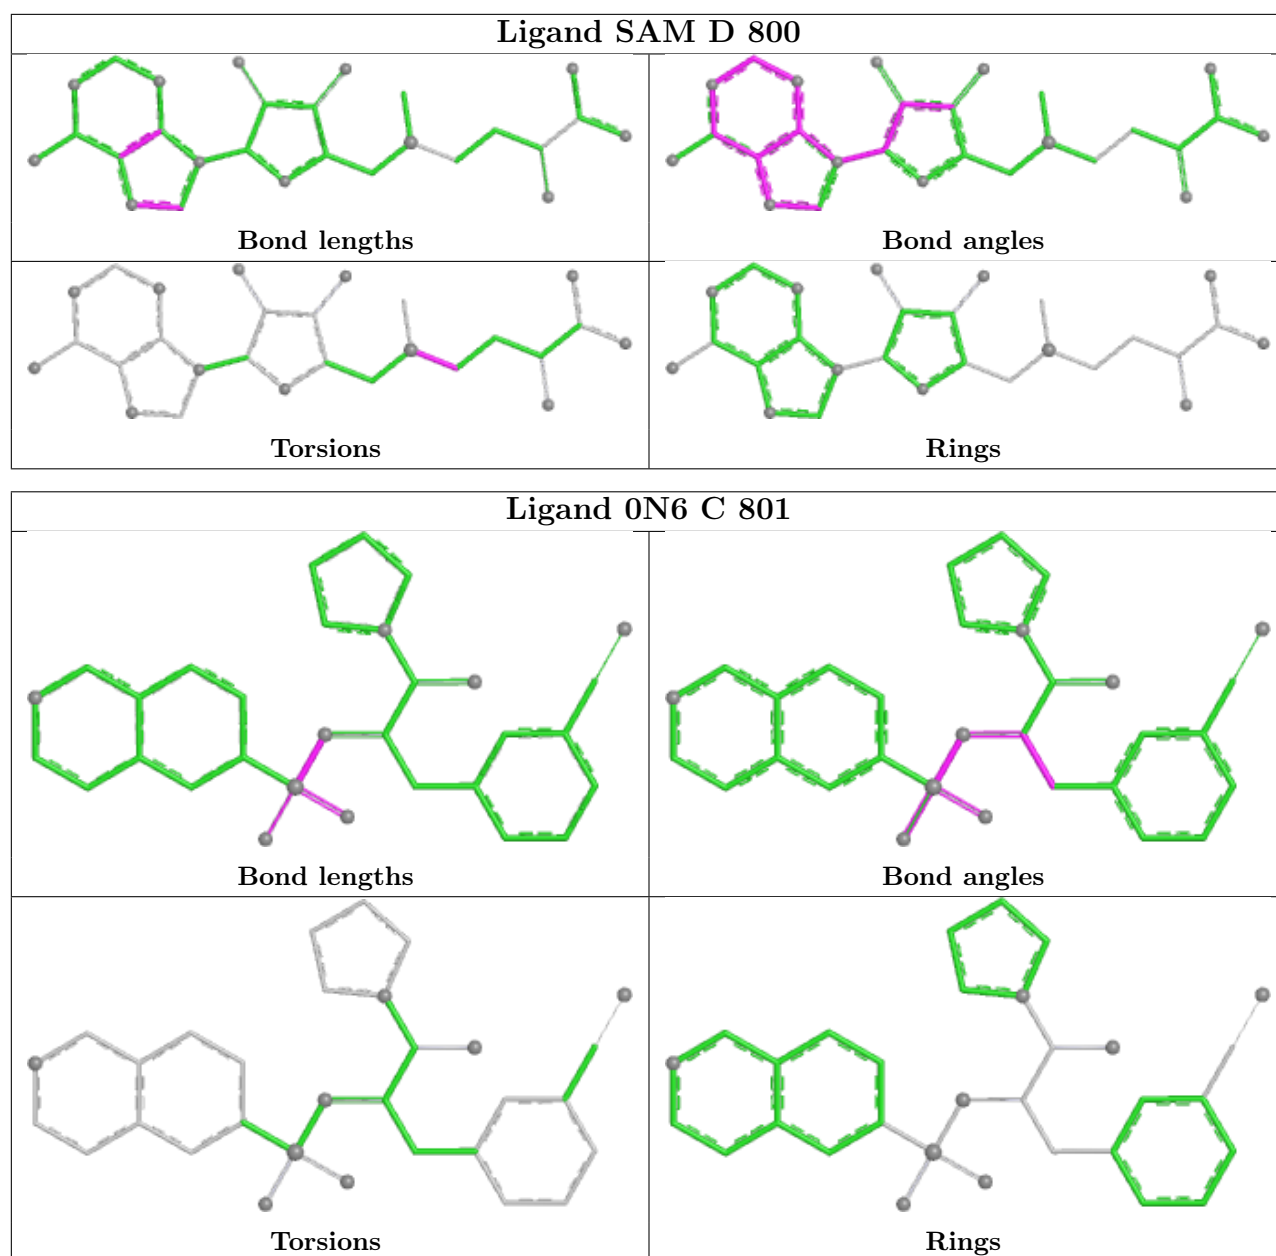 Ligand SAM D 800
Bond lengths
Bond angles
Torsions
Rings
Ligand 0N6 C 801
Bond lengths
Bond angles
Torsions
Rings